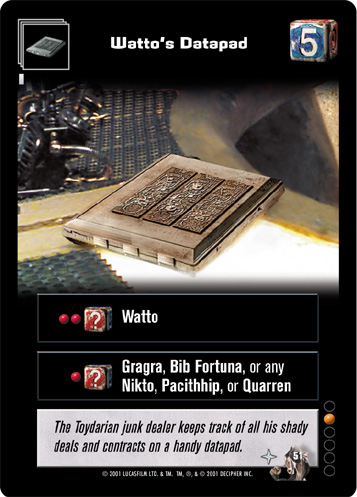 Watto's Datapad
5
? Watto
? Gragra, Bib Fortuna, or any
Nikto, Pacithhip, or Quarren
The Toydarian junk dealer keeps track of all his shady
deals and contracts on a handy datapad.
51
© 2001 LUCASFILM LTD. & TM. TM, ®, & © 2001 DECIPHER INC.